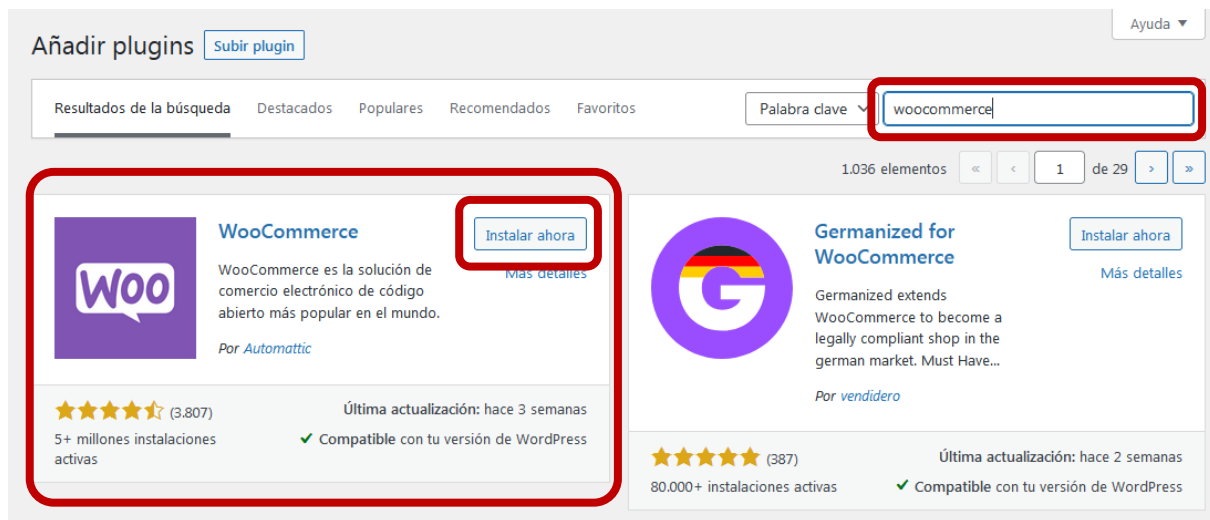 Ayuda ▼
Añadir plugins Subir plugin
Resultados de la búsqueda Destacados Populares Recomendados Favoritos Palabra clave woocommerce
1.036 elementos « ‹ 1 de 29 › »
WOO
WooCommerce
Instalar ahora
Más detalles
WooCommerce es la solución de
comercio electrónico de código
abierto más popular en el mundo.
Por Automattic
(3.807)
5+ millones instalaciones
activas
Última actualización: hace 3 semanas
✔ Compatible con tu versión de WordPress
G
Germanized for
WooCommerce
Instalar ahora
Más detalles
Germanized extends
WooCommerce to become a
legally compliant shop in the
german market. Must Have...
Por vendidero
(387)
80.000+ instalaciones activas
Última actualización: hace 2 semanas
✔ Compatible con tu versión de WordPress